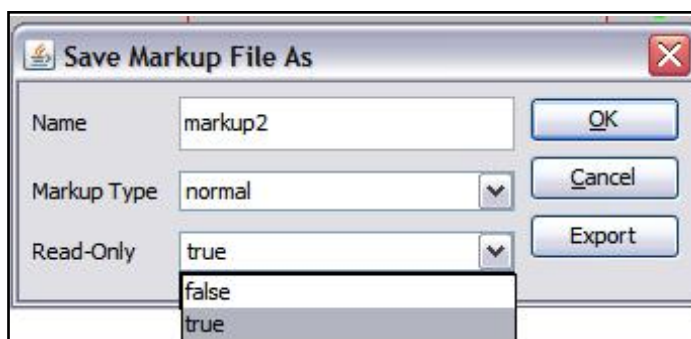 Save Markup File As
Name
markup2
OK
Markup Type
normal
Cancel
Read-Only
true
Export
false
true